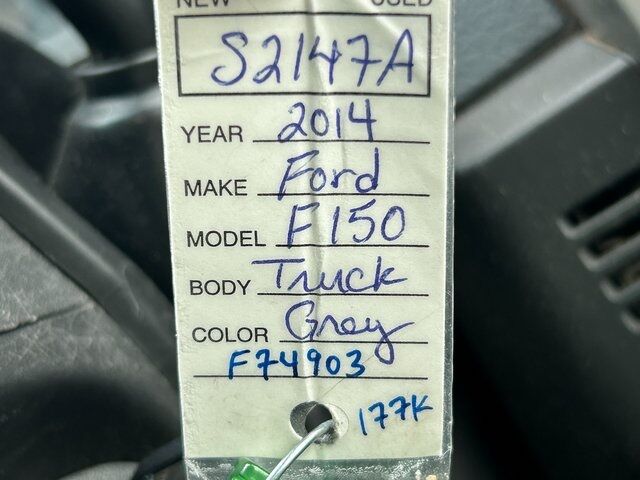 NEW USED
S2147A
YEAR 2014
MAKE Ford
MODEL F150
BODY Truck
COLOR Grey
F74903
177K